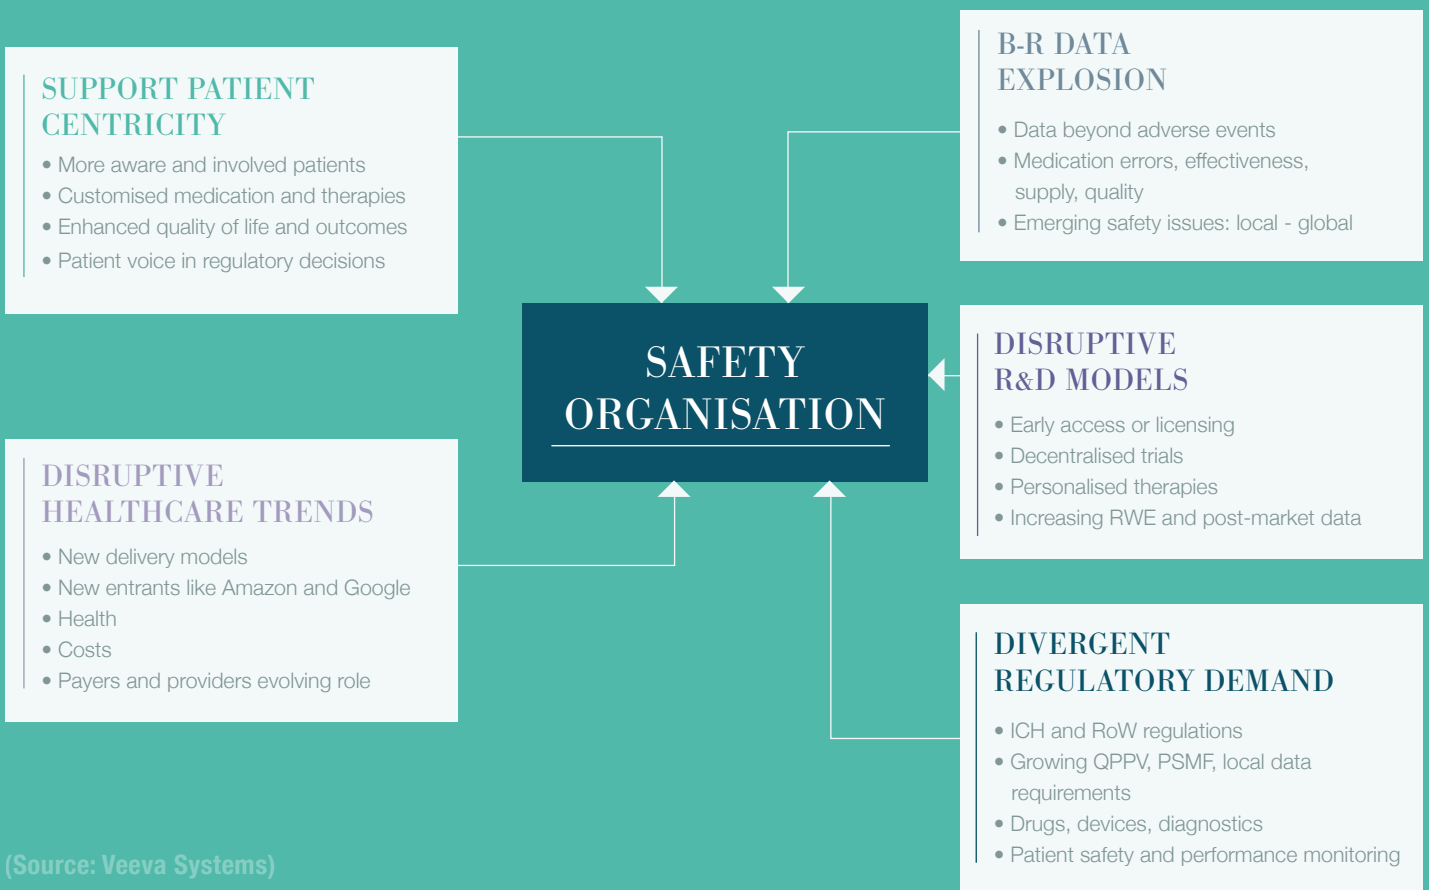 SUPPORT PATIENT
CENTRICITY
• More aware and involved patients
• Customised medication and therapies
• Enhanced quality of life and outcomes
• Patient voice in regulatory decisions
DISRUPTIVE
HEALTHCARE TRENDS
• New delivery models
• New entrants like Amazon and Google
• Health
• Costs
• Payers and providers evolving role
SAFETY
ORGANISATION
B-R DATA
EXPLOSION
• Data beyond adverse events
• Medication errors, effectiveness,
supply, quality
• Emerging safety issues: local - global
DISRUPTIVE
R&D MODELS
• Early access or licensing
• Decentralised trials
• Personalised therapies
• Increasing RWE and post-market data
DIVERGENT
REGULATORY DEMAND
• ICH and RoW regulations
• Growing QPPV, PSMF, local data
requirements
• Drugs, devices, diagnostics
• Patient safety and performance monitoring
(Source: Veeva Systems)